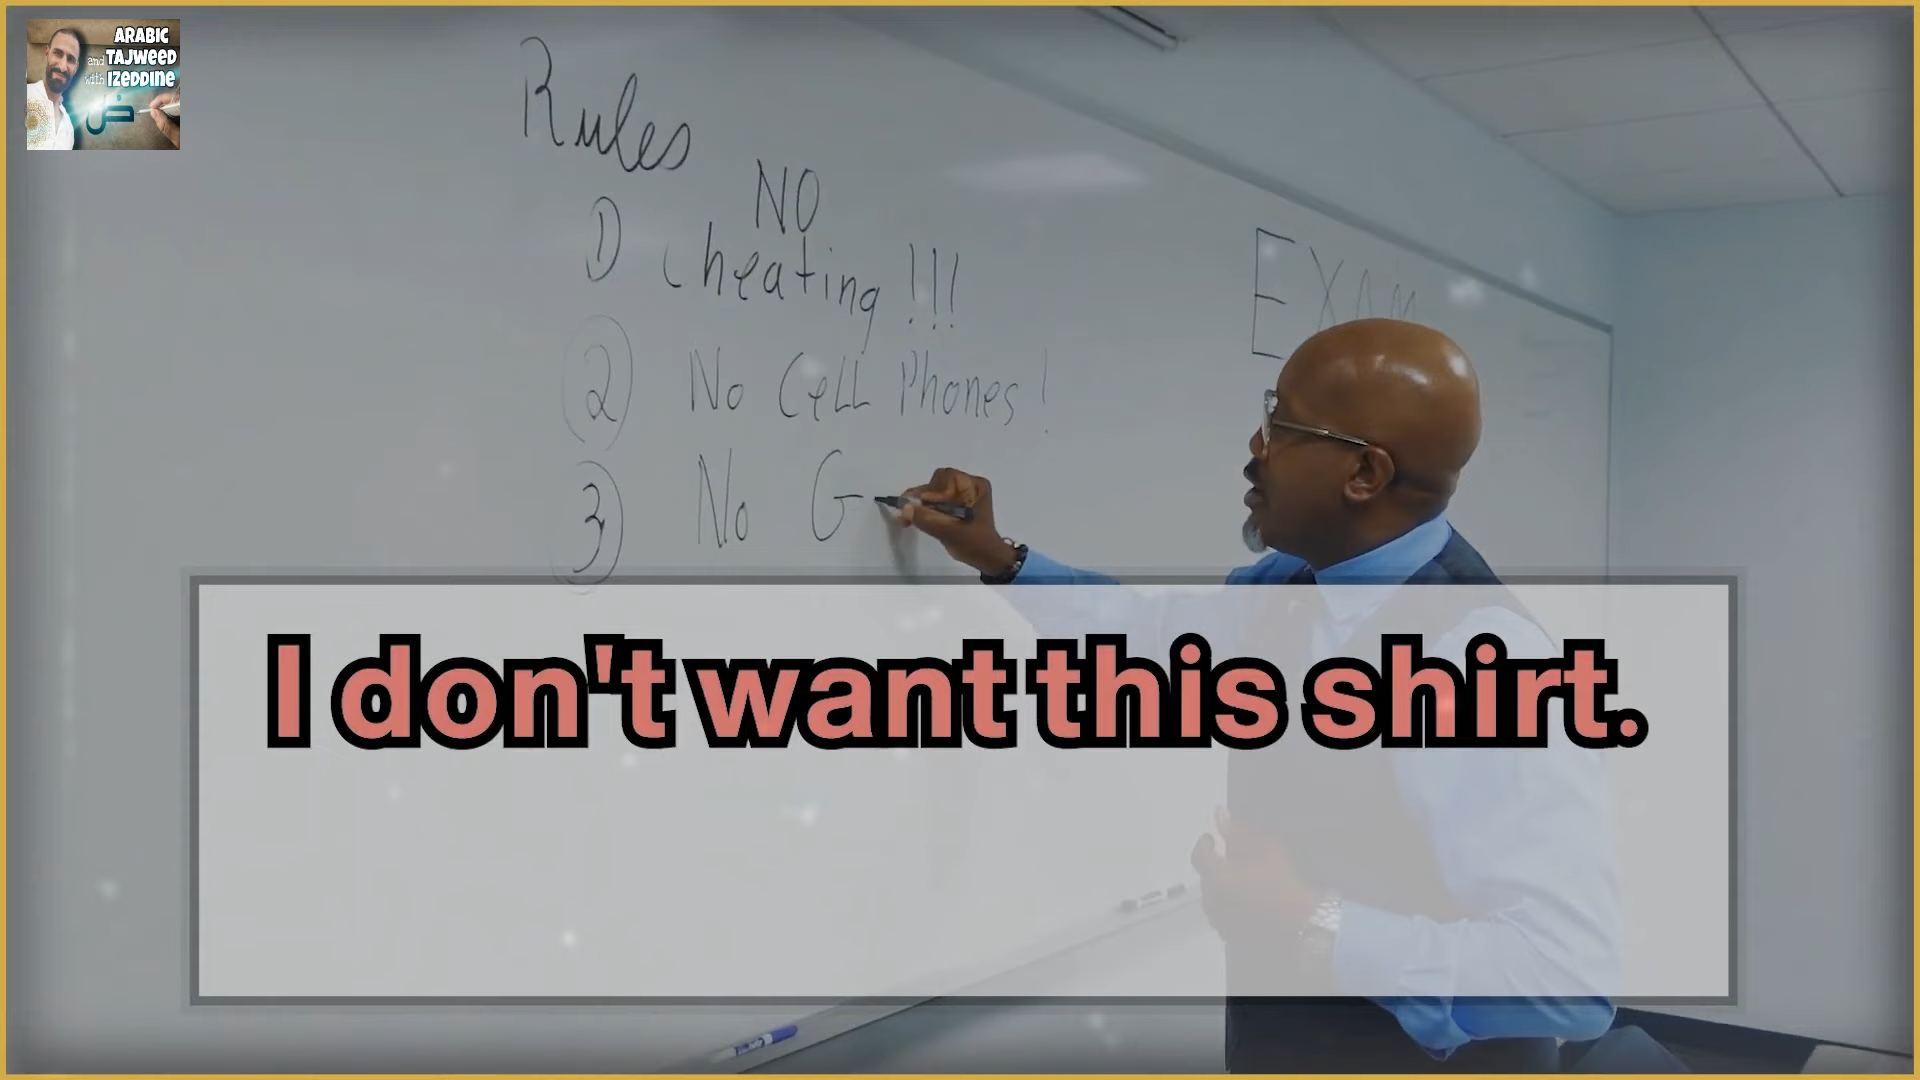 ARABIC
and TAJWEED
with IZEDDINE
ض
Rules
NO
1) cheating!!!
2 No Cell Phones!
3 No G
EXAM
I don't want this shirt.